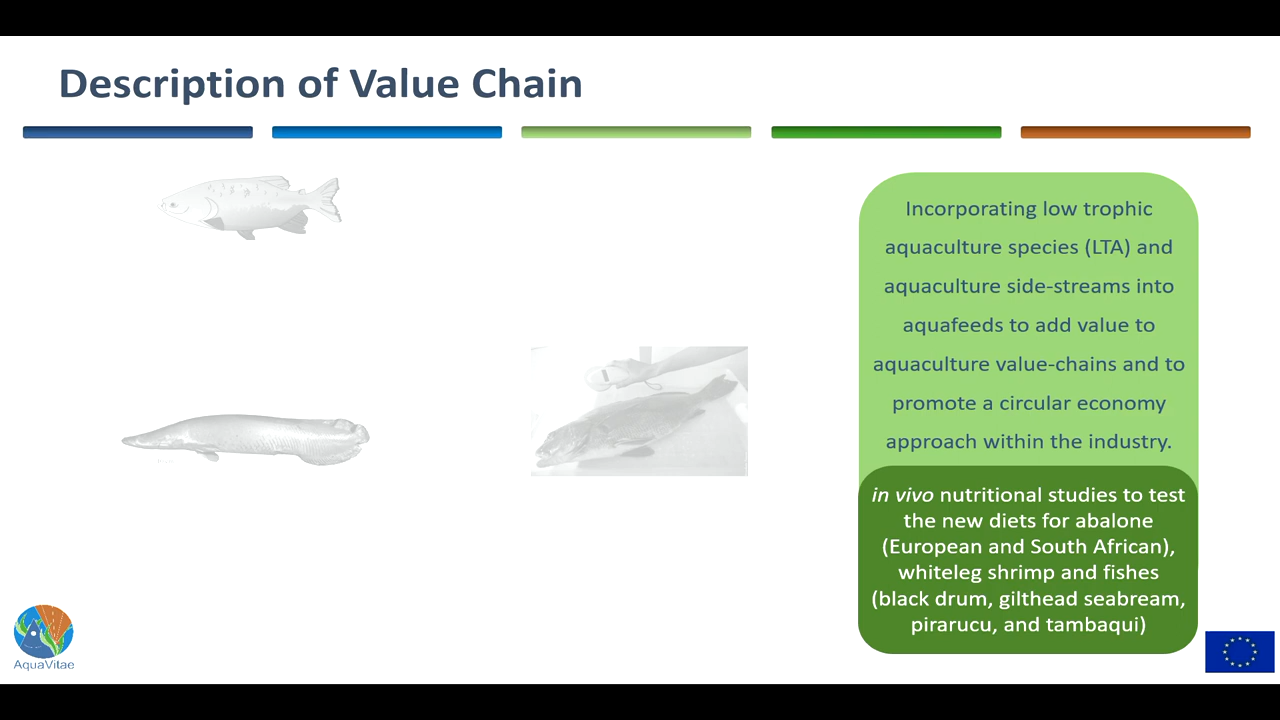 Description of Value Chain
Incorporating low trophic
aquaculture species (LTA) and
aquaculture side-streams into
aquafeeds to add value to
aquaculture value-chains and to
promote a circular economy
approach within the industry.
in vivo nutritional studies to test
the new diets for abalone
(European and South African),
whiteleg shrimp and fishes
(black drum, gilthead seabream,
pirarucu, and tambaqui)
AquaVitae